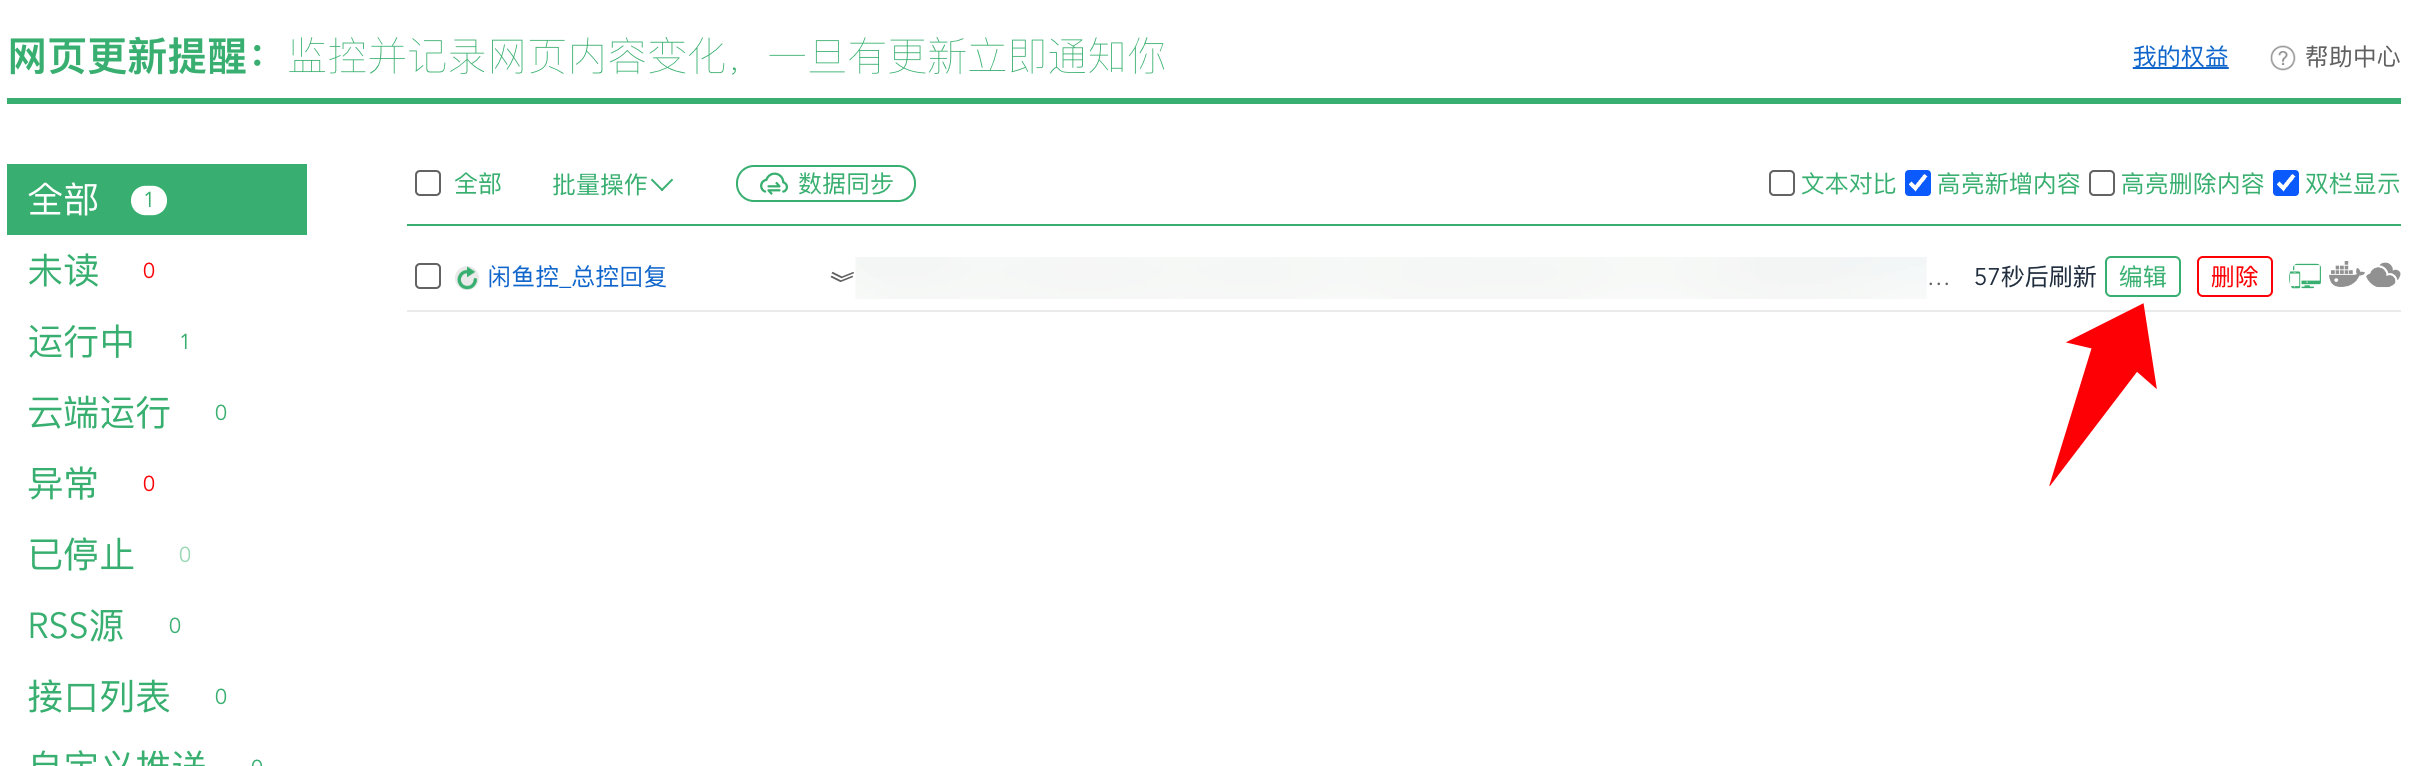 网页更新提醒：监控并记录网页内容变化，一旦有更新立即通知你 我的权益 帮助中心
全部 1 全部 批量操作 数据同步 文本对比 高亮新增内容 高亮删除内容 双栏显示
未读 0 闲鱼控_总控回复 ... 57秒后刷新 编辑 删除
运行中 1
云端运行 0
异常 0
已停止 0
RSS源 0
接口列表 0
自定义推送 0